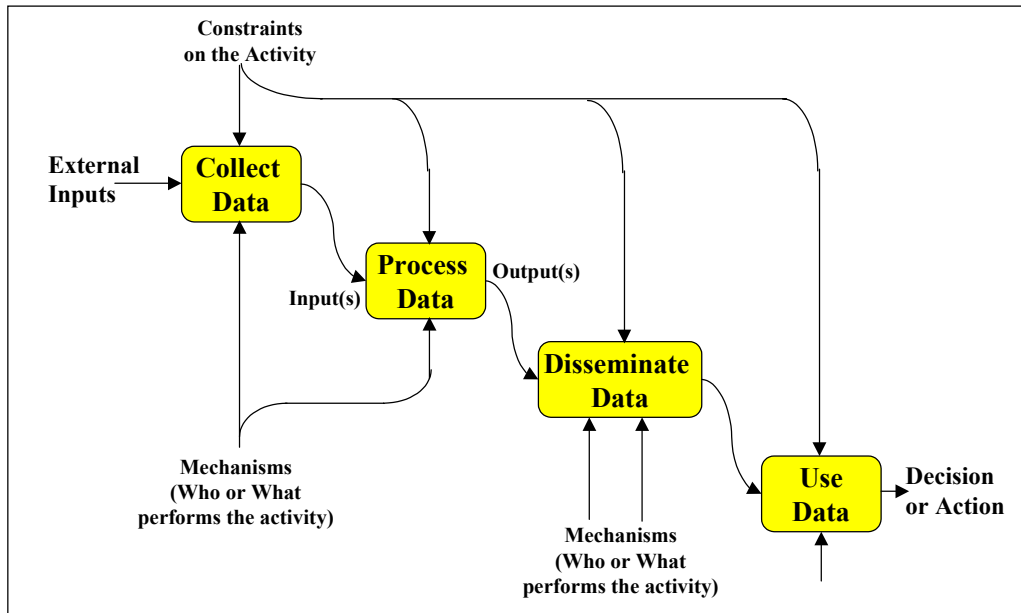 Constraints
on the Activity
External
Inputs
Collect
Data
Input(s)
Process
Data
Output(s)
Disseminate
Data
Mechanisms
(Who or What
performs the activity)
Use
Data
Decision
or Action
Mechanisms
(Who or What
performs the activity)